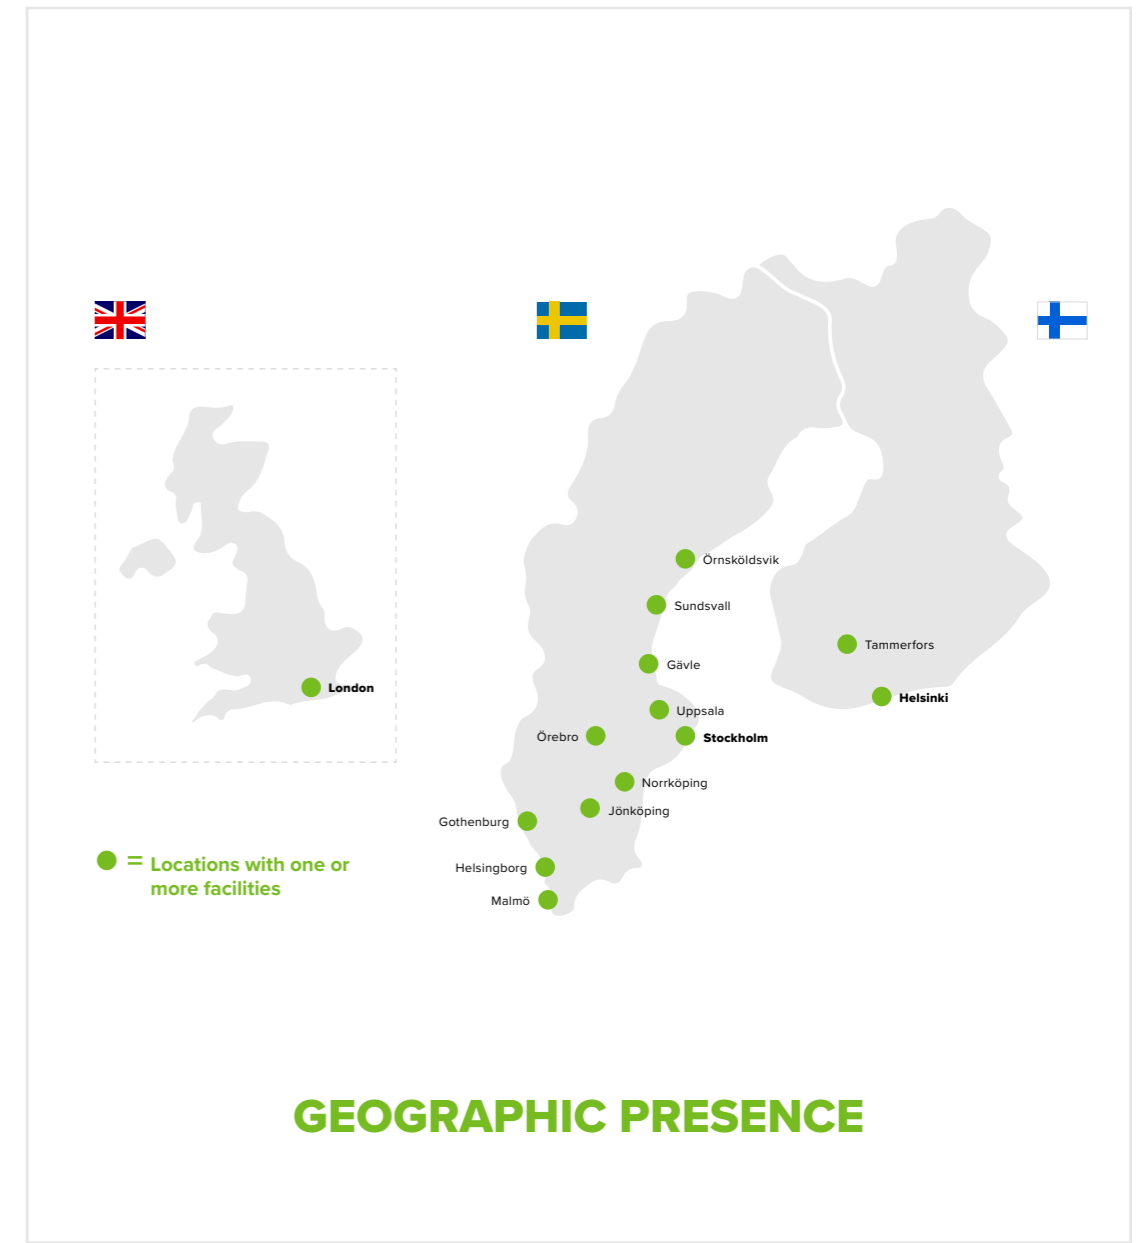 Örnsköldsvik
Sundsvall
Tammerfors
Gävle
London
Helsinki
Uppsala
Örebro
Stockholm
Norrköping
Jönköping
Gothenburg
Helsingborg
Malmö
= Locations with one or
more facilities
GEOGRAPHIC PRESENCE